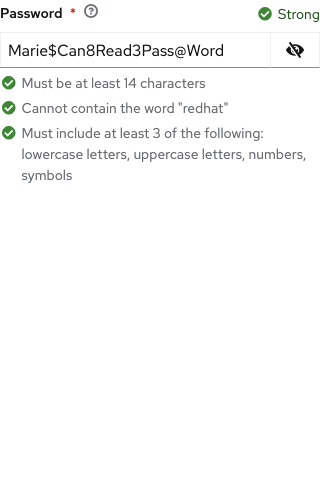 Password * ?
Strong
Marie$Can8Read3Pass@Word
Must be at least 14 characters
Cannot contain the word "redhat"
Must include at least 3 of the following:
lowercase letters, uppercase letters, numbers,
symbols